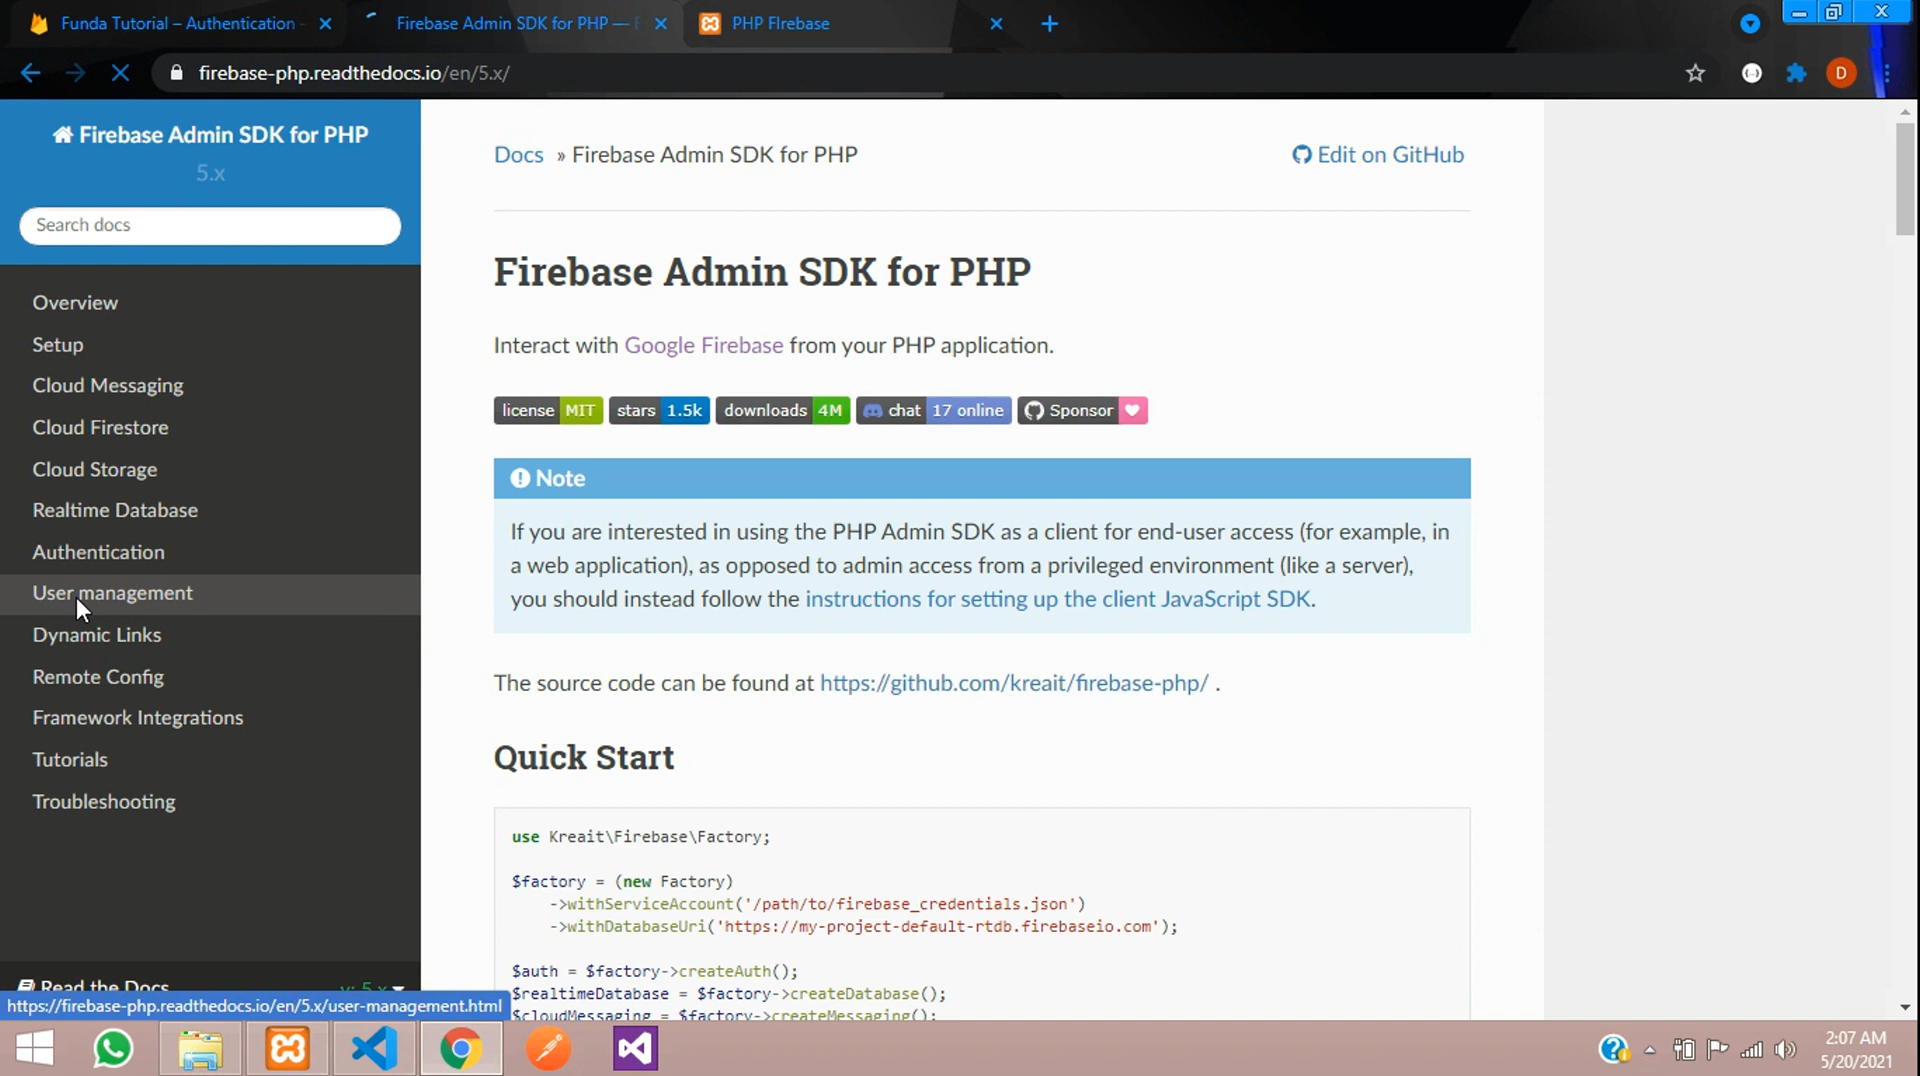 Funda Tutorial – Authentication -
Firebase Admin SDK for PHP —
PHP FIrebase
firebase-php.readthedocs.io/en/5.x/
D
Firebase Admin SDK for PHP
5.x
Search docs
Overview
Setup
Cloud Messaging
Cloud Firestore
Cloud Storage
Realtime Database
Authentication
User management
Dynamic Links
Remote Config
Framework Integrations
Tutorials
Troubleshooting
Read the Docs
v: 5.x
https://firebase-php.readthedocs.io/en/5.x/user-management.html
Docs » Firebase Admin SDK for PHP
Edit on GitHub
Firebase Admin SDK for PHP
Interact with Google Firebase from your PHP application.
license MIT stars 1.5k downloads 4M chat 17 online Sponsor
Note
If you are interested in using the PHP Admin SDK as a client for end-user access (for example, in
a web application), as opposed to admin access from a privileged environment (like a server),
you should instead follow the instructions for setting up the client JavaScript SDK.
The source code can be found at https://github.com/kreait/firebase-php/ .
Quick Start
use Kreait\Firebase\Factory;
$factory = (new Factory)
->withServiceAccount('/path/to/firebase_credentials.json')
->withDatabaseUri('https://my-project-default-rtdb.firebaseio.com');
$auth = $factory->createAuth();
$realtimeDatabase = $factory->createDatabase();
$cloudMessaging = $factory->createMessaging();
2:07 AM
5/20/2021